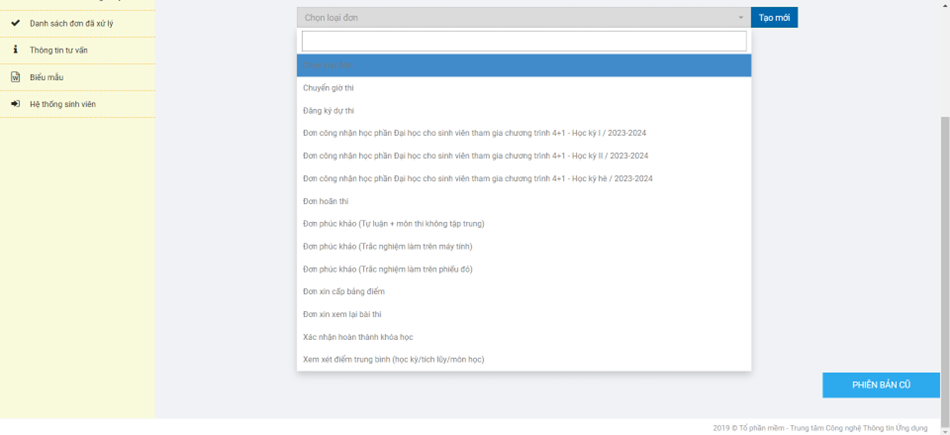 Chọn loại đơn
Tạo mới
Danh sách đơn đã xử lý
Thông tin tư vấn
Biểu mẫu
Hệ thống sinh viên
Chuyển giờ thi
Đăng ký dự thi
Đơn công nhận học phần Đại học cho sinh viên tham gia chương trình 4+1 - Học kỳ I / 2023-2024
Đơn công nhận học phần Đại học cho sinh viên tham gia chương trình 4+1 - Học kỳ II / 2023-2024
Đơn công nhận học phần Đại học cho sinh viên tham gia chương trình 4+1 - Học kỳ hè / 2023-2024
Đơn hoãn thi
Đơn phúc khảo (Tự luận + môn thi không tập trung)
Đơn phúc khảo (Trắc nghiệm làm trên máy tính)
Đơn phúc khảo (Trắc nghiệm làm trên phiếu đỏ)
Đơn xin cấp bảng điểm
Đơn xin xem lại bài thi
Xác nhận hoàn thành khóa học
Xem xét điểm trung bình (học kỳ/tích lũy/môn học)
PHIÊN BẢN CŨ
2019 © Tổ phần mềm - Trung tâm Công nghệ Thông tin Ứng dụng